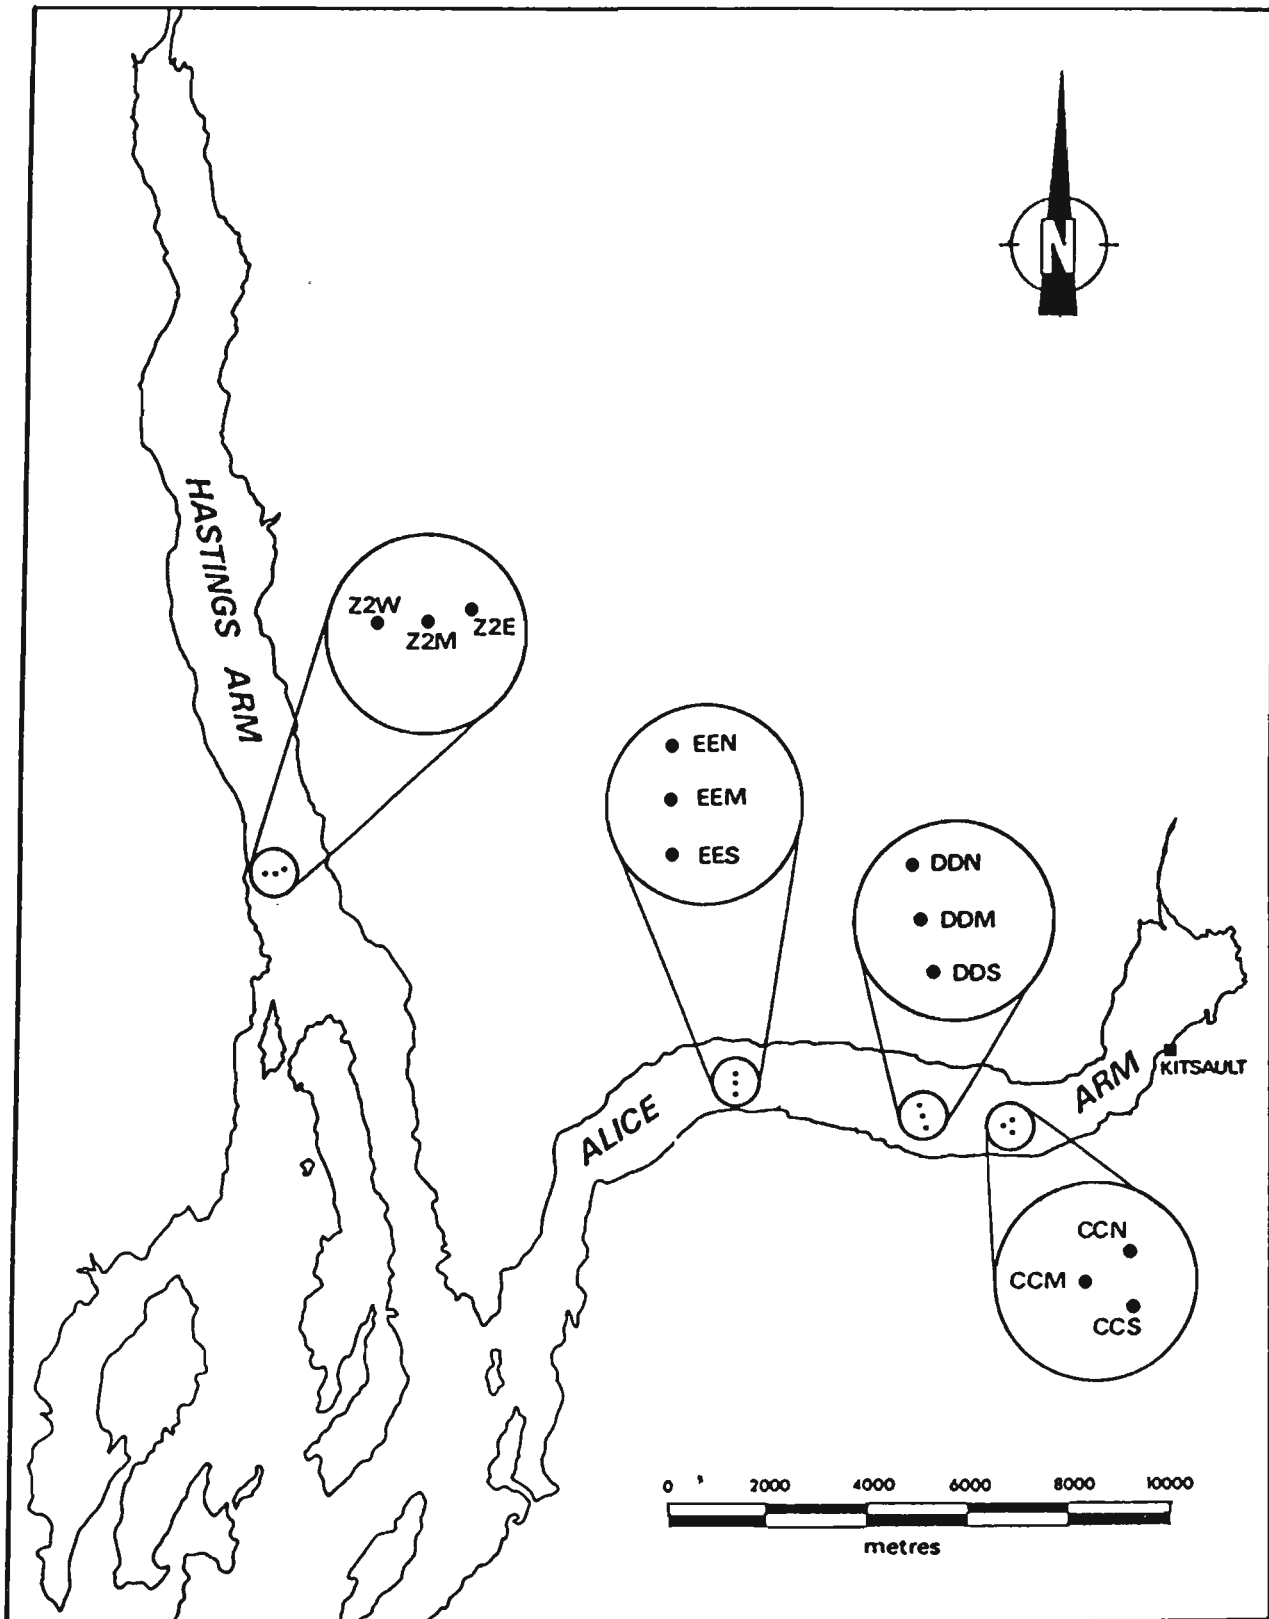 N
HASTINGS ARM
Z2W
Z2M
Z2E
EEN
EEM
EES
DDN
DDM
DDS
KITSAULT
ALICE ARM
CCN
CCM
CCS
0 2000 4000 6000 8000 10000
metres